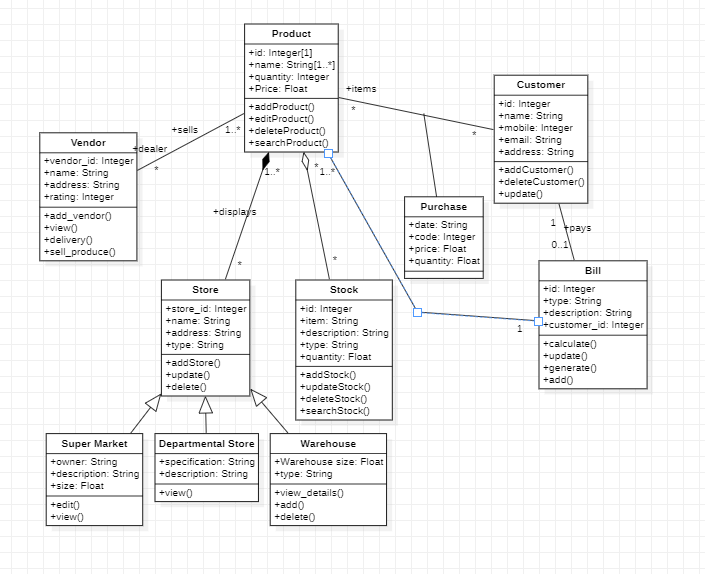 Product
+id: Integer[1]
+name: String[1..*]
+quantity: Integer
+Price: Float
+addProduct()
+editProduct()
+deleteProduct()
+searchProduct()
+items
*
*
Customer
+id: Integer
+name: String
+mobile: Integer
+email: String
+address: String
+addCustomer()
+deleteCustomer()
+update()
+sells
1..*
+dealer
*
Vendor
+vendor_id: Integer
+name: String
+address: String
+rating: Integer
+add_vendor()
+view()
+delivery()
+sell_produce()
1..*
*
1..*
+displays
*
*
Purchase
+date: String
+code: Integer
+price: Float
+quantity: Float
1
+pays
0..1
1
Bill
+id: Integer
+type: String
+description: String
+customer_id: Integer
+calculate()
+update()
+generate()
+add()
Store
+store_id: Integer
+name: String
+address: String
+type: String
+addStore()
+update()
+delete()
Stock
+id: Integer
+item: String
+description: String
+type: String
+quantity: Float
+addStock()
+updateStock()
+deleteStock()
+searchStock()
Super Market
+owner: String
+description: String
+size: Float
+edit()
+view()
Departmental Store
+specification: String
+description: String
+view()
Warehouse
+Warehouse size: Float
+type: String
+view_details()
+add()
+delete()